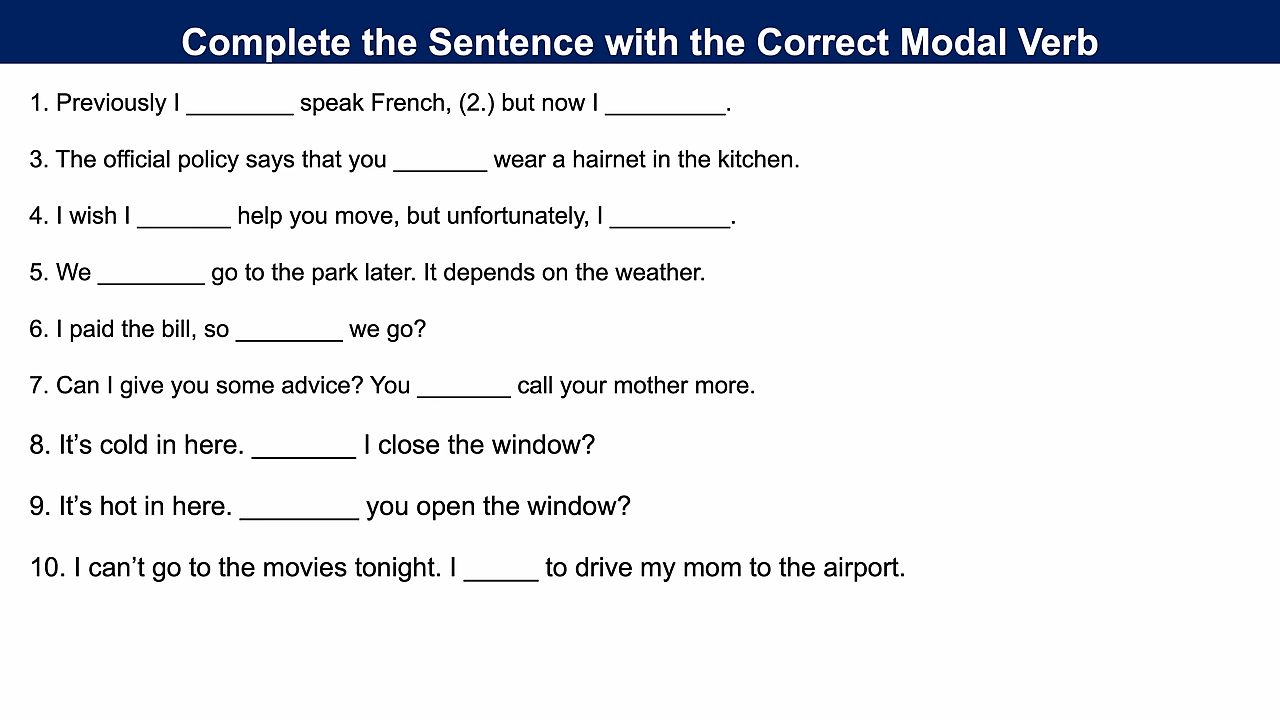 Complete the Sentence with the Correct Modal Verb
1. Previously I ________ speak French, (2.) but now I _________.
3. The official policy says that you _______ wear a hairnet in the kitchen.
4. I wish I _______ help you move, but unfortunately, I _________.
5. We ________ go to the park later. It depends on the weather.
6. I paid the bill, so ________ we go?
7. Can I give you some advice? You _______ call your mother more.
8. It’s cold in here. _______ I close the window?
9. It’s hot in here. ________ you open the window?
10. I can’t go to the movies tonight. I _____ to drive my mom to the airport.